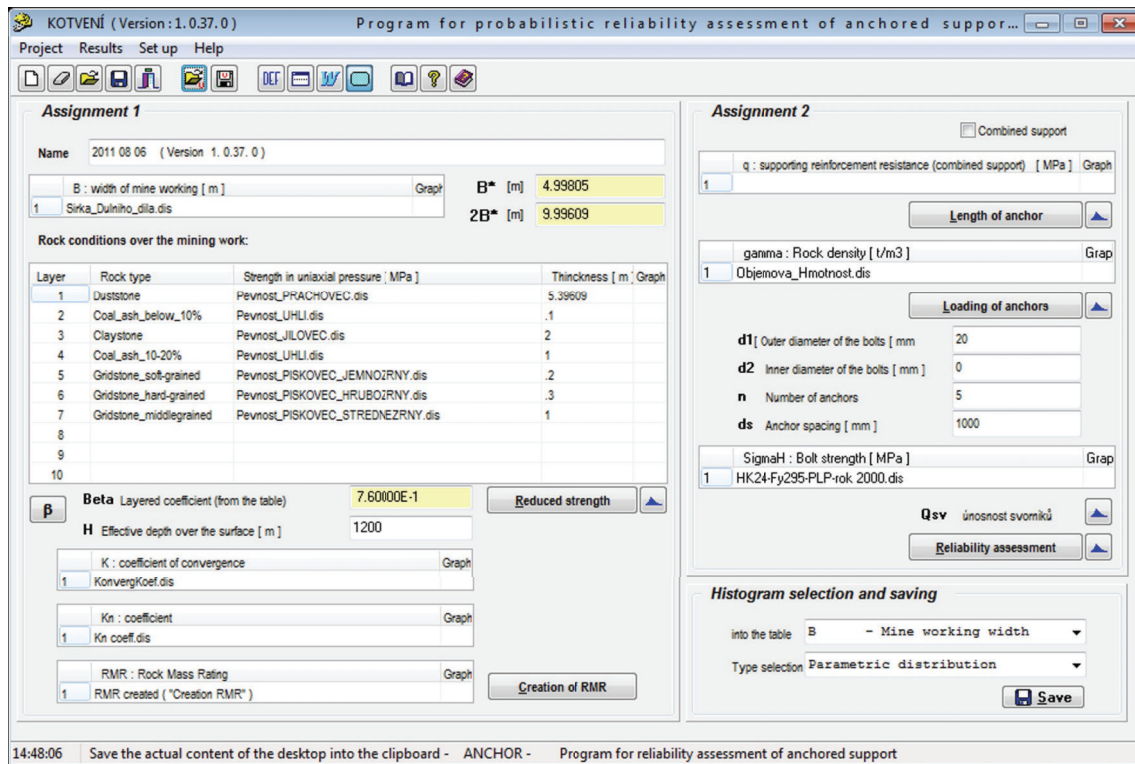 KOTVENÍ ( Version : 1. 0.37. 0 ) Program for probabilistic reliability assessment of anchored suppor...
Project Results Set up Help
DEF
Assignment 1
Name 2011 08 06 ( Version 1. 0.37. 0 )
B : width of mine working [ m ] Graph
1 Sirka_Dulniho_dila.dis
B* [m] 4.99805
2B* [m] 9.99609
Rock conditions over the mining work:
Layer Rock type Strength in uniaxial pressure [ MPa ] Thinckness [ m ] Graph
1 Duststone Pevnost_PRACHOVEC.dis 5.39609
2 Coal_ash_below_10% Pevnost_UHLI.dis .1
3 Claystone Pevnost_JILOVEC.dis 2
4 Coal_ash_10-20% Pevnost_UHLI.dis 1
5 Gridstone_soft-grained Pevnost_PISKOVEC_JEMNOZRNY.dis .2
6 Gridstone_hard-grained Pevnost_PISKOVEC_HRUBOZRNY.dis .3
7 Gridstone_middlegrained Pevnost_PISKOVEC_STREDNEZRNY.dis 1
8
9
10
β Beta Layered coefficient (from the table) 7.60000E-1 Reduced strength
H Effective depth over the surface [ m ] 1200
K : coefficient of convergence Graph
1 KonvergKoef.dis
Kn : coefficient Graph
1 Kn coeff.dis
RMR : Rock Mass Rating Graph
1 RMR created ( "Creation RMR" )
Creation of RMR
Assignment 2
Combined support
q : supporting reinforcement resistance (combined support) [ MPa ] Graph
1
Length of anchor
gamma : Rock density [ t/m3 ] Grap
1 Objemova_Hmotnost.dis
Loading of anchors
d1[ Outer diameter of the bolts [ mm 20
d2 Inner diameter of the bolts [ mm ] 0
n Number of anchors 5
ds Anchor spacing [ mm ] 1000
SigmaH : Bolt strength [ MPa ] Grap
1 HK24-Fy295-PLP-rok 2000.dis
Qsv únosnost svorníků
Reliability assessment
Histogram selection and saving
into the table B - Mine working width
Type selection Parametric distribution
Save
14:48:06 Save the actual content of the desktop into the clipboard - ANCHOR - Program for reliability assessment of anchored support